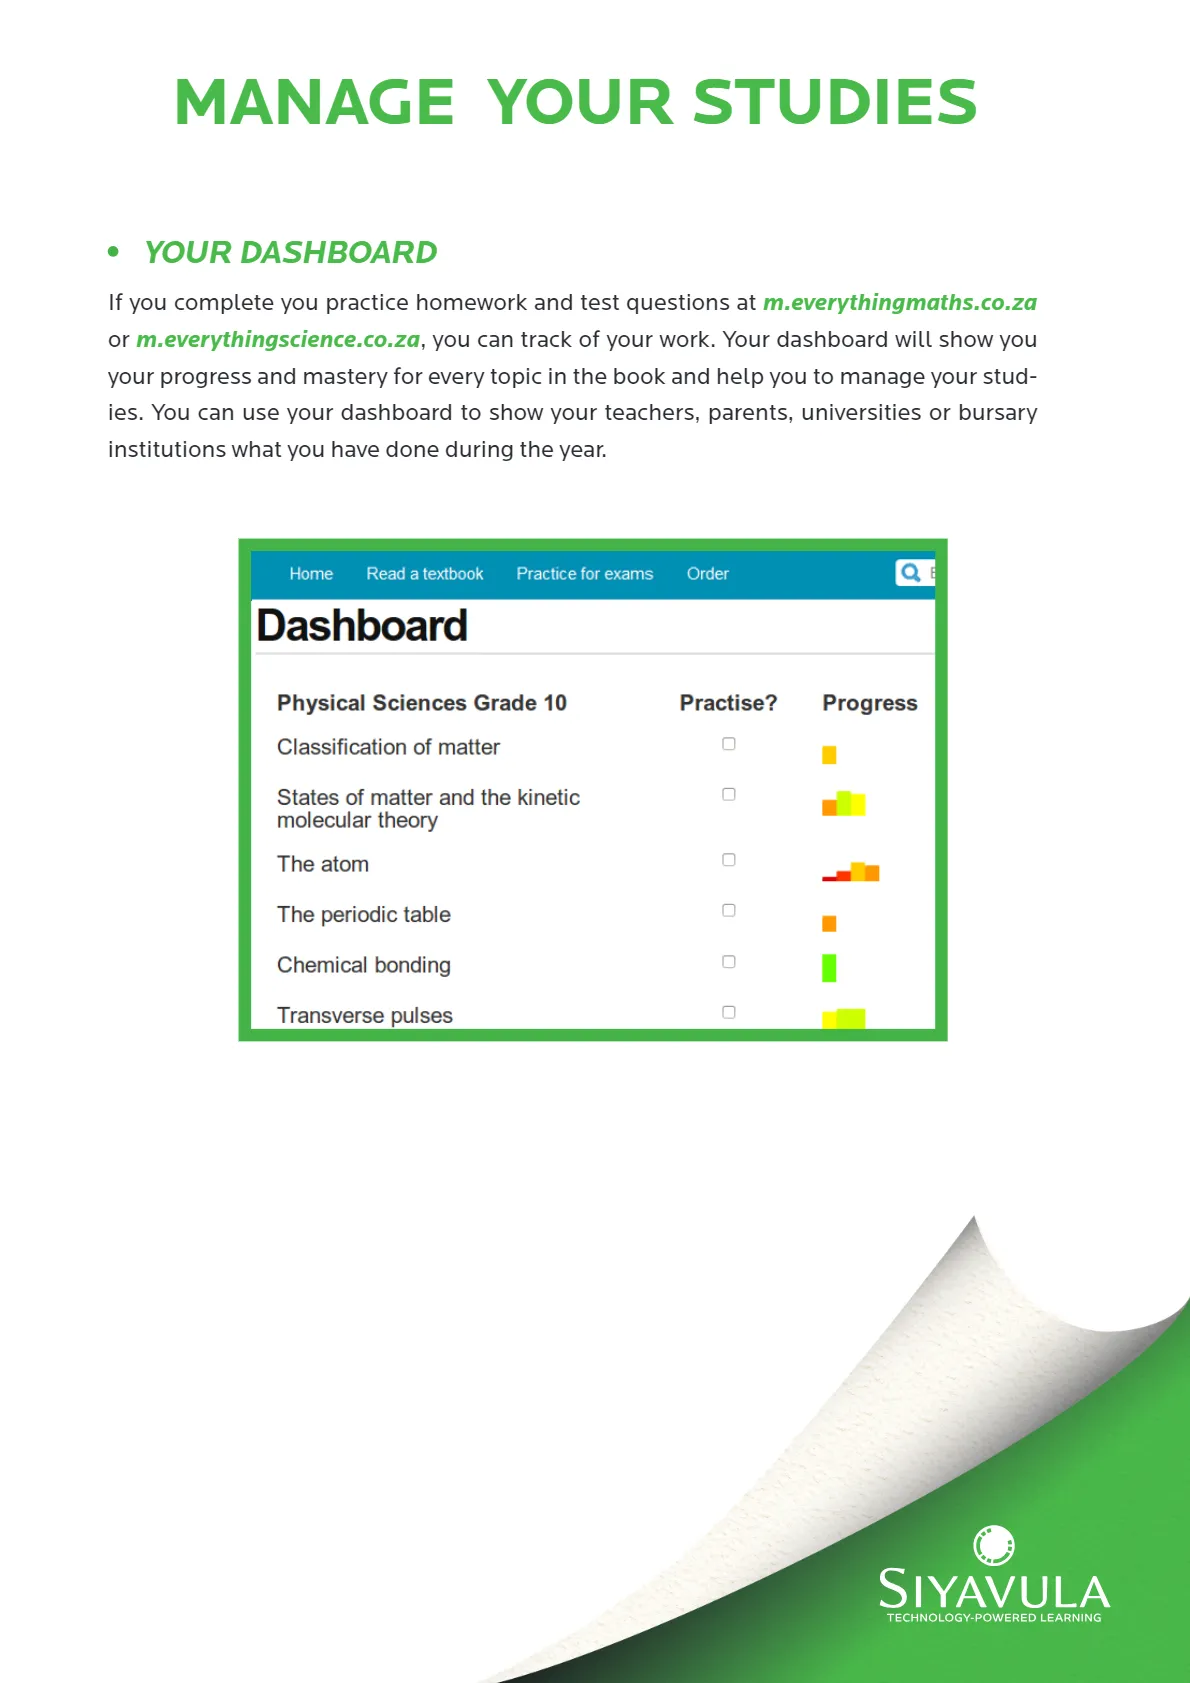 MANAGE YOUR STUDIES
• YOUR DASHBOARD
If you complete you practice homework and test questions at m.everythingmaths.co.za
or m.everythingscience.co.za, you can track of your work. Your dashboard will show you
your progress and mastery for every topic in the book and help you to manage your stud-
ies. You can use your dashboard to show your teachers, parents, universities or bursary
institutions what you have done during the year.
Home Read a textbook Practice for exams Order
Dashboard
Physical Sciences Grade 10 Practise? Progress
Classification of matter
States of matter and the kinetic
molecular theory
The atom
The periodic table
Chemical bonding
Transverse pulses
SIYAVULA
TECHNOLOGY-POWERED LEARNING